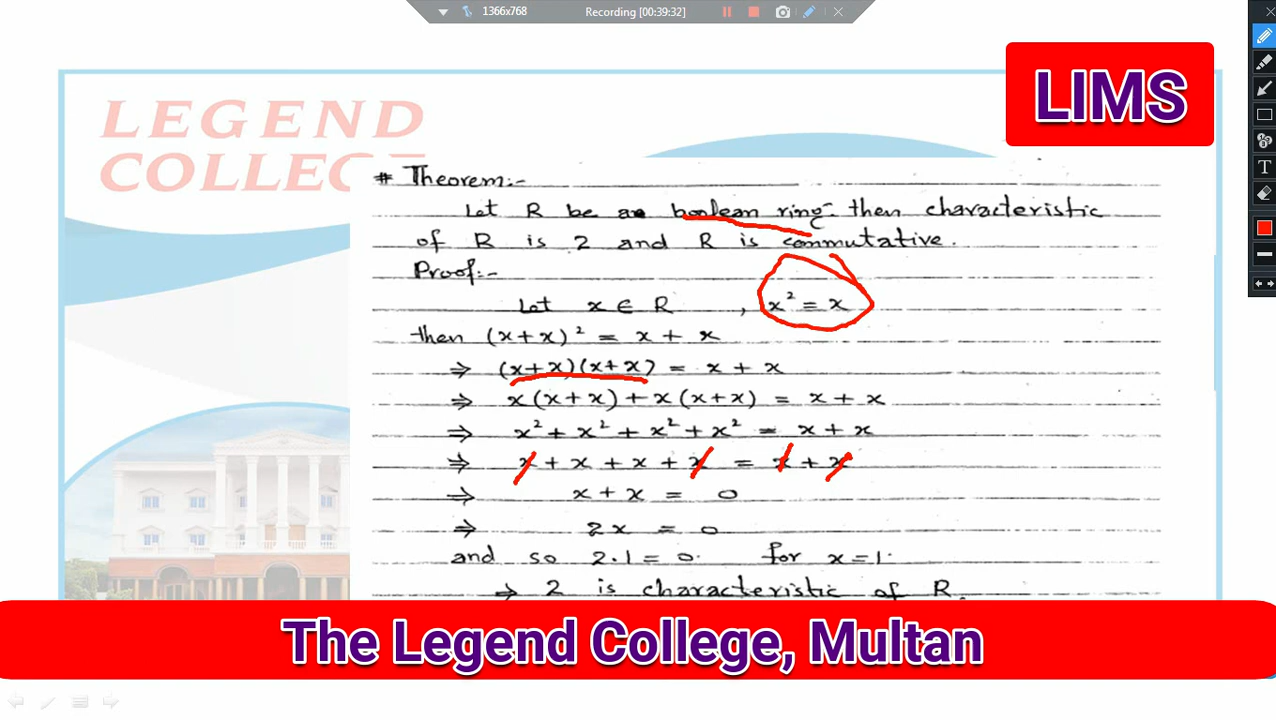 1366x768
Recording [00:39:32]
LIMS
LEGEND
COLLEG
# Theorem:-
Let R be a boolean ring then characteristic
of R is 2 and R is commutative.
Proof:-
Let x ∈ R , x² = x
then (x+x)² = x + x
⇒ (x+x)(x+x) = x + x
⇒ x(x+x) + x(x+x) = x + x
⇒ x² + x² + x² + x² = x + x
⇒ x + x + x + x = x + x
⇒ x + x = 0
⇒ 2x = 0
and so 2.1 = 0. for x = 1.
⇒ 2 is characteristic of R.
The Legend College, Multan